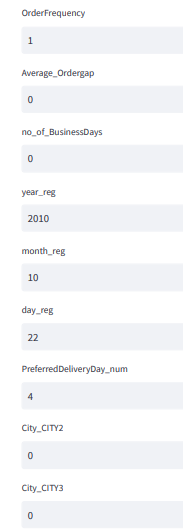 OrderFrequency
1
Average_Ordergap
0
no_of_BusinessDays
0
year_reg
2010
month_reg
10
day_reg
22
PreferredDeliveryDay_num
4
City_CITY2
0
City_CITY3
0